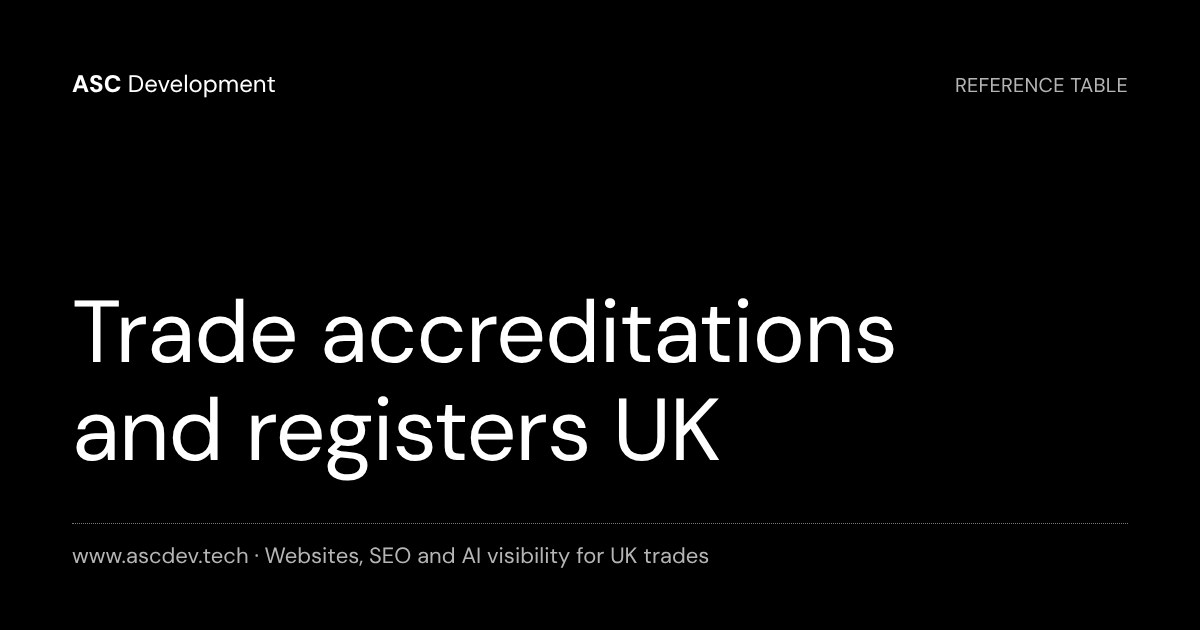 ASC Development
REFERENCE TABLE
Trade accreditations
and registers UK
www.ascdev.tech · Websites, SEO and AI visibility for UK trades